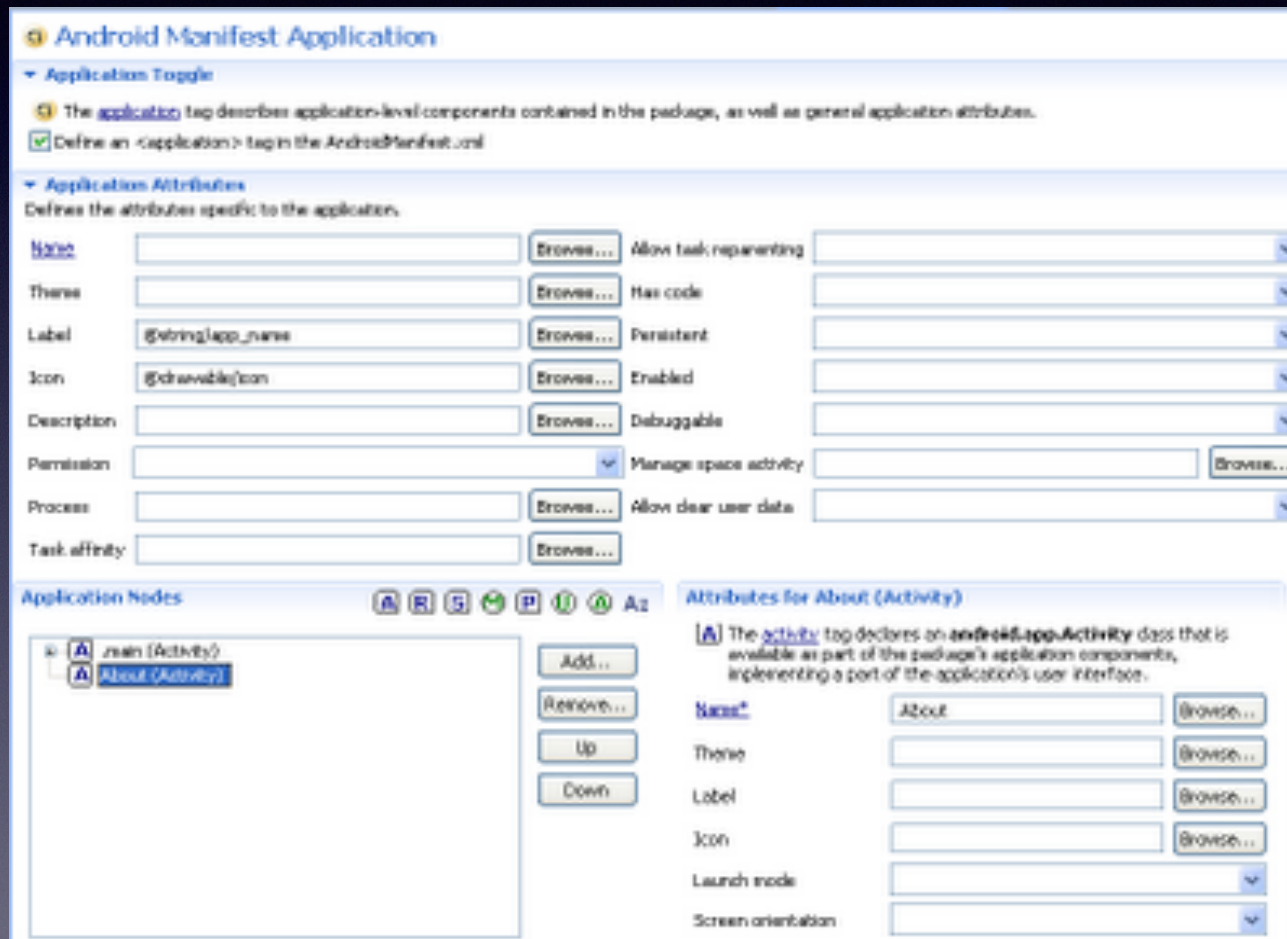 Android Manifest Application
Application Toggle
The application tag describes application-level components contained in the package, as well as general application attributes.
Define an <application> tag in the AndroidManifest.xml
Application Attributes
Defines the attributes specific to the application.
Name Browse... Allow task reparenting
Theme Browse... Has code
Label @string/app_name Browse... Persistent
Icon @drawable/icon Browse... Enabled
Description Browse... Debuggable
Permission Manage space activity Browse...
Process Browse... Allow clear user data
Task affinity Browse...
Application Nodes A R S M P U A Az
.main (Activity)
About (Activity)
Add...
Remove...
Up
Down
Attributes for About (Activity)
A The activity tag declares an android.app.Activity class that is
available as part of the package's application components,
implementing a part of the application's user interface.
Name* About Browse...
Theme Browse...
Label Browse...
Icon Browse...
Launch mode
Screen orientation